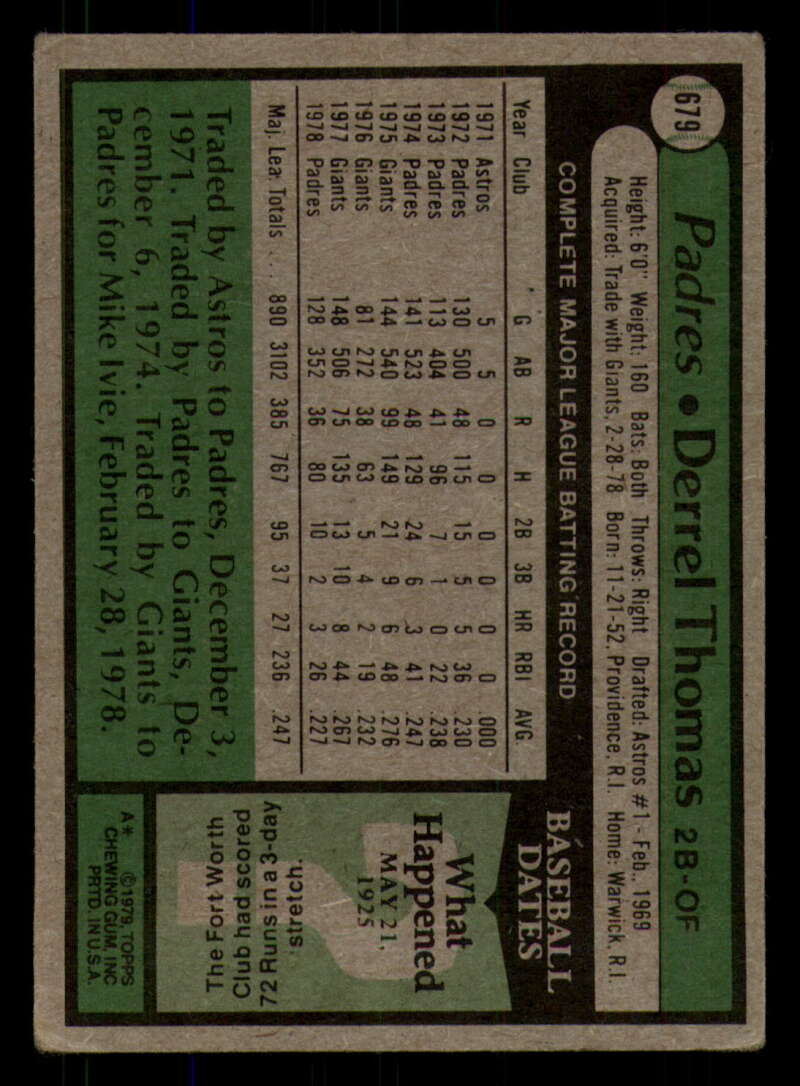 679
Padres • Derrel Thomas 2B-OF
Height: 6'0" Weight: 160 Bats: Both Throws: Right Drafted: Astros #1 - Feb., 1969
Acquired: Trade with Giants, 2-28-78 Born: 11-21-52, Providence, R.I. Home: Warwick, R.I.
COMPLETE MAJOR LEAGUE BATTING RECORD
Year Club G AB R H 2B 3B HR RBI AVG.
1971 Astros 5 5 0 0 0 0 0 0 .000
1972 Padres 130 500 48 115 15 5 5 36 .230
1973 Padres 113 404 41 96 7 1 0 22 .238
1974 Padres 141 523 48 129 24 6 3 41 .247
1975 Giants 144 540 99 149 21 9 6 48 .276
1976 Giants 81 272 38 63 5 4 2 19 .232
1977 Giants 148 506 75 135 13 10 8 44 .267
1978 Padres 128 352 36 80 10 2 3 26 .227
Maj. Lea. Totals ... 890 3102 385 767 95 37 27 236 .247
Traded by Astros to Padres, December 3,
1971. Traded by Padres to Giants, De-
cember 6, 1974. Traded by Giants to
Padres for Mike Ivie, February 28, 1978.
BASEBALL
DATES
What
Happened
MAY 21,
1925
The Fort Worth
Club had scored
72 Runs in a 3-day
stretch.
A* ©1979, TOPPS
CHEWING GUM, INC
PRTD. IN U.S.A.